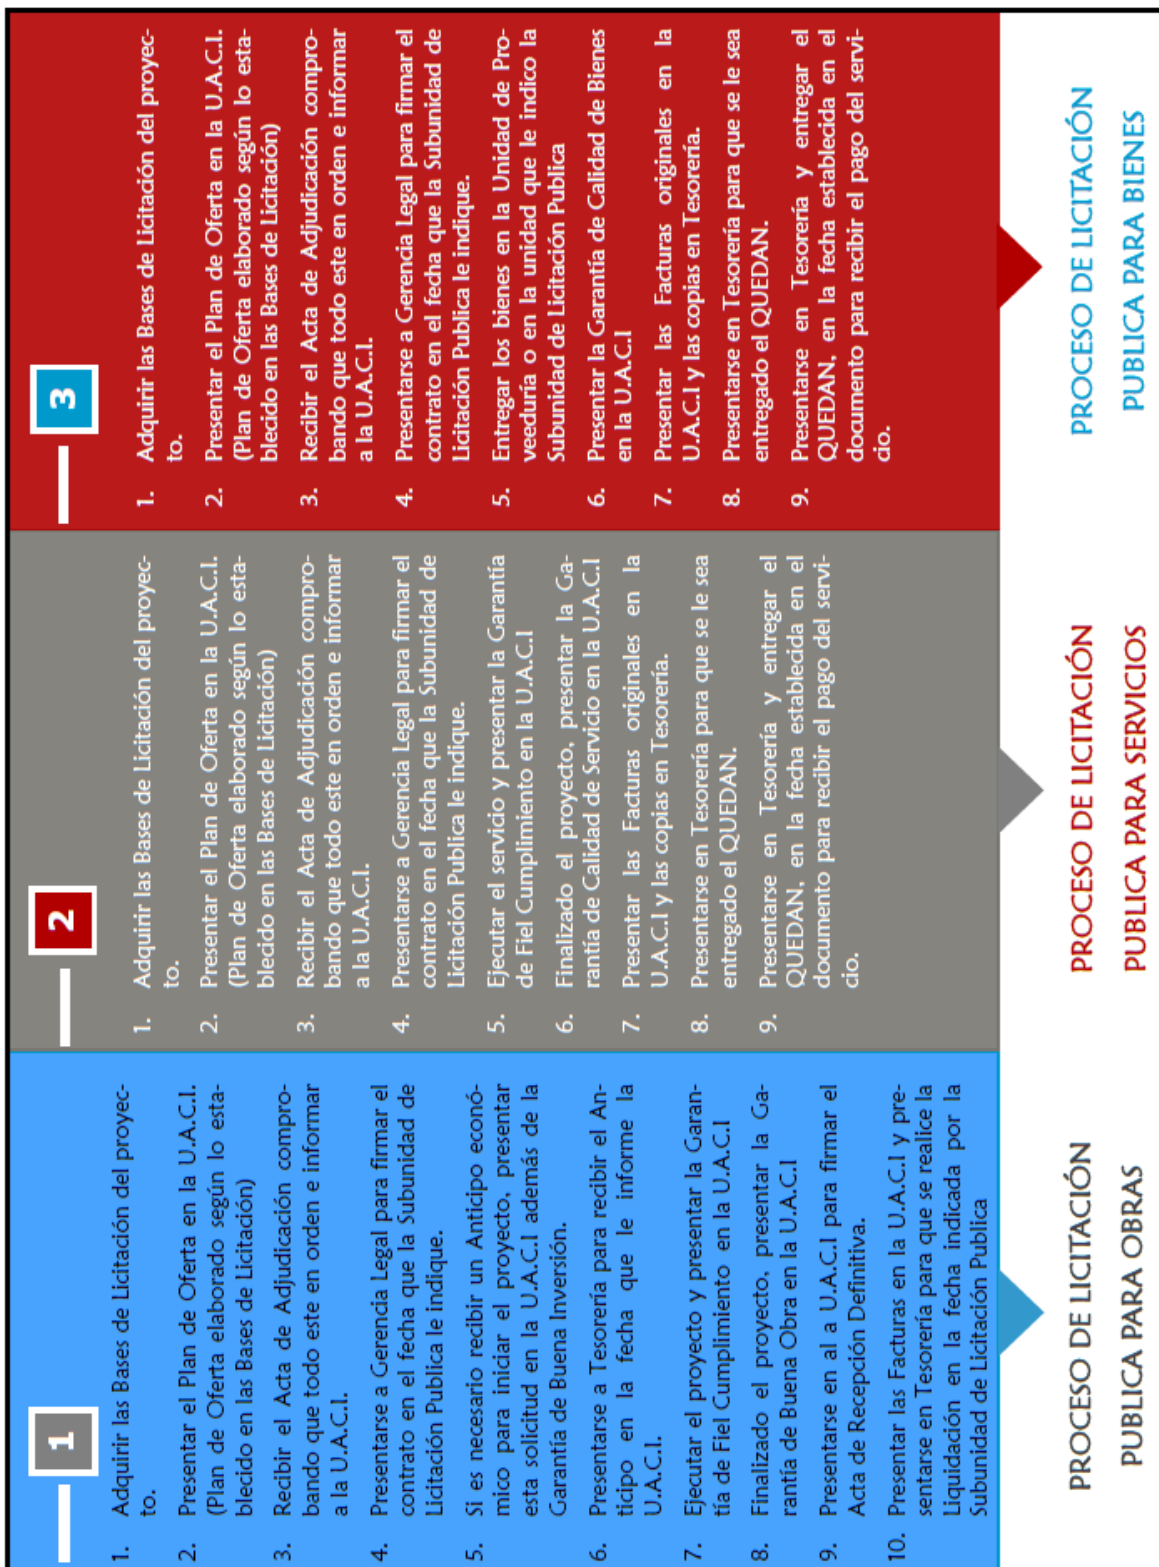 1
1. Adquirir las Bases de Licitación del proyec-
to.
2. Presentar el Plan de Oferta en la U.A.C.I.
(Plan de Oferta elaborado según lo esta-
blecido en las Bases de Licitación)
3. Recibir el Acta de Adjudicación compro-
bando que todo este en orden e informar
a la U.A.C.I.
4. Presentarse a Gerencia Legal para firmar el
contrato en el fecha que la Subunidad de
Licitación Publica le indique.
5. Si es necesario recibir un Anticipo econó-
mico para iniciar el proyecto, presentar
esta solicitud en la U.A.C.I además de la
Garantía de Buena Inversión.
6. Presentarse a Tesorería para recibir el An-
ticipo en la fecha que le informe la
U.A.C.I.
7. Ejecutar el proyecto y presentar la Garan-
tía de Fiel Cumplimiento en la U.A.C.I
8. Finalizado el proyecto, presentar la Ga-
rantía de Buena Obra en la U.A.C.I
9. Presentarse en al a U.A.C.I para firmar el
Acta de Recepción Definitiva.
10. Presentar las Facturas en la U.A.C.I y pre-
sentarse en Tesorería para que se realice la
Liquidación en la fecha indicada por la
Subunidad de Licitación Publica
PROCESO DE LICITACIÓN
PUBLICA PARA OBRAS
2
1. Adquirir las Bases de Licitación del proyec-
to.
2. Presentar el Plan de Oferta en la U.A.C.I.
(Plan de Oferta elaborado según lo esta-
blecido en las Bases de Licitación)
3. Recibir el Acta de Adjudicación compro-
bando que todo este en orden e informar
a la U.A.C.I.
4. Presentarse a Gerencia Legal para firmar el
contrato en el fecha que la Subunidad de
Licitación Publica le indique.
5. Ejecutar el servicio y presentar la Garantía
de Fiel Cumplimiento en la U.A.C.I
6. Finalizado el proyecto, presentar la Ga-
rantía de Calidad de Servicio en la U.A.C.I
7. Presentar las Facturas originales en la
U.A.C.I y las copias en Tesorería.
8. Presentarse en Tesorería para que se le sea
entregado el QUEDAN.
9. Presentarse en Tesorería y entregar el
QUEDAN, en la fecha establecida en el
documento para recibir el pago del servi-
cio.
PROCESO DE LICITACIÓN
PUBLICA PARA SERVICIOS
3
1. Adquirir las Bases de Licitación del proyec-
to.
2. Presentar el Plan de Oferta en la U.A.C.I.
(Plan de Oferta elaborado según lo esta-
blecido en las Bases de Licitación)
3. Recibir el Acta de Adjudicación compro-
bando que todo este en orden e informar
a la U.A.C.I.
4. Presentarse a Gerencia Legal para firmar el
contrato en el fecha que la Subunidad de
Licitación Publica le indique.
5. Entregar los bienes en la Unidad de Pro-
veeduría o en la unidad que le indico la
Subunidad de Licitación Publica
6. Presentar la Garantía de Calidad de Bienes
en la U.A.C.I
7. Presentar las Facturas originales en la
U.A.C.I y las copias en Tesorería.
8. Presentarse en Tesorería para que se le sea
entregado el QUEDAN.
9. Presentarse en Tesorería y entregar el
QUEDAN, en la fecha establecida en el
documento para recibir el pago del servi-
cio.
PROCESO DE LICITACIÓN
PUBLICA PARA BIENES